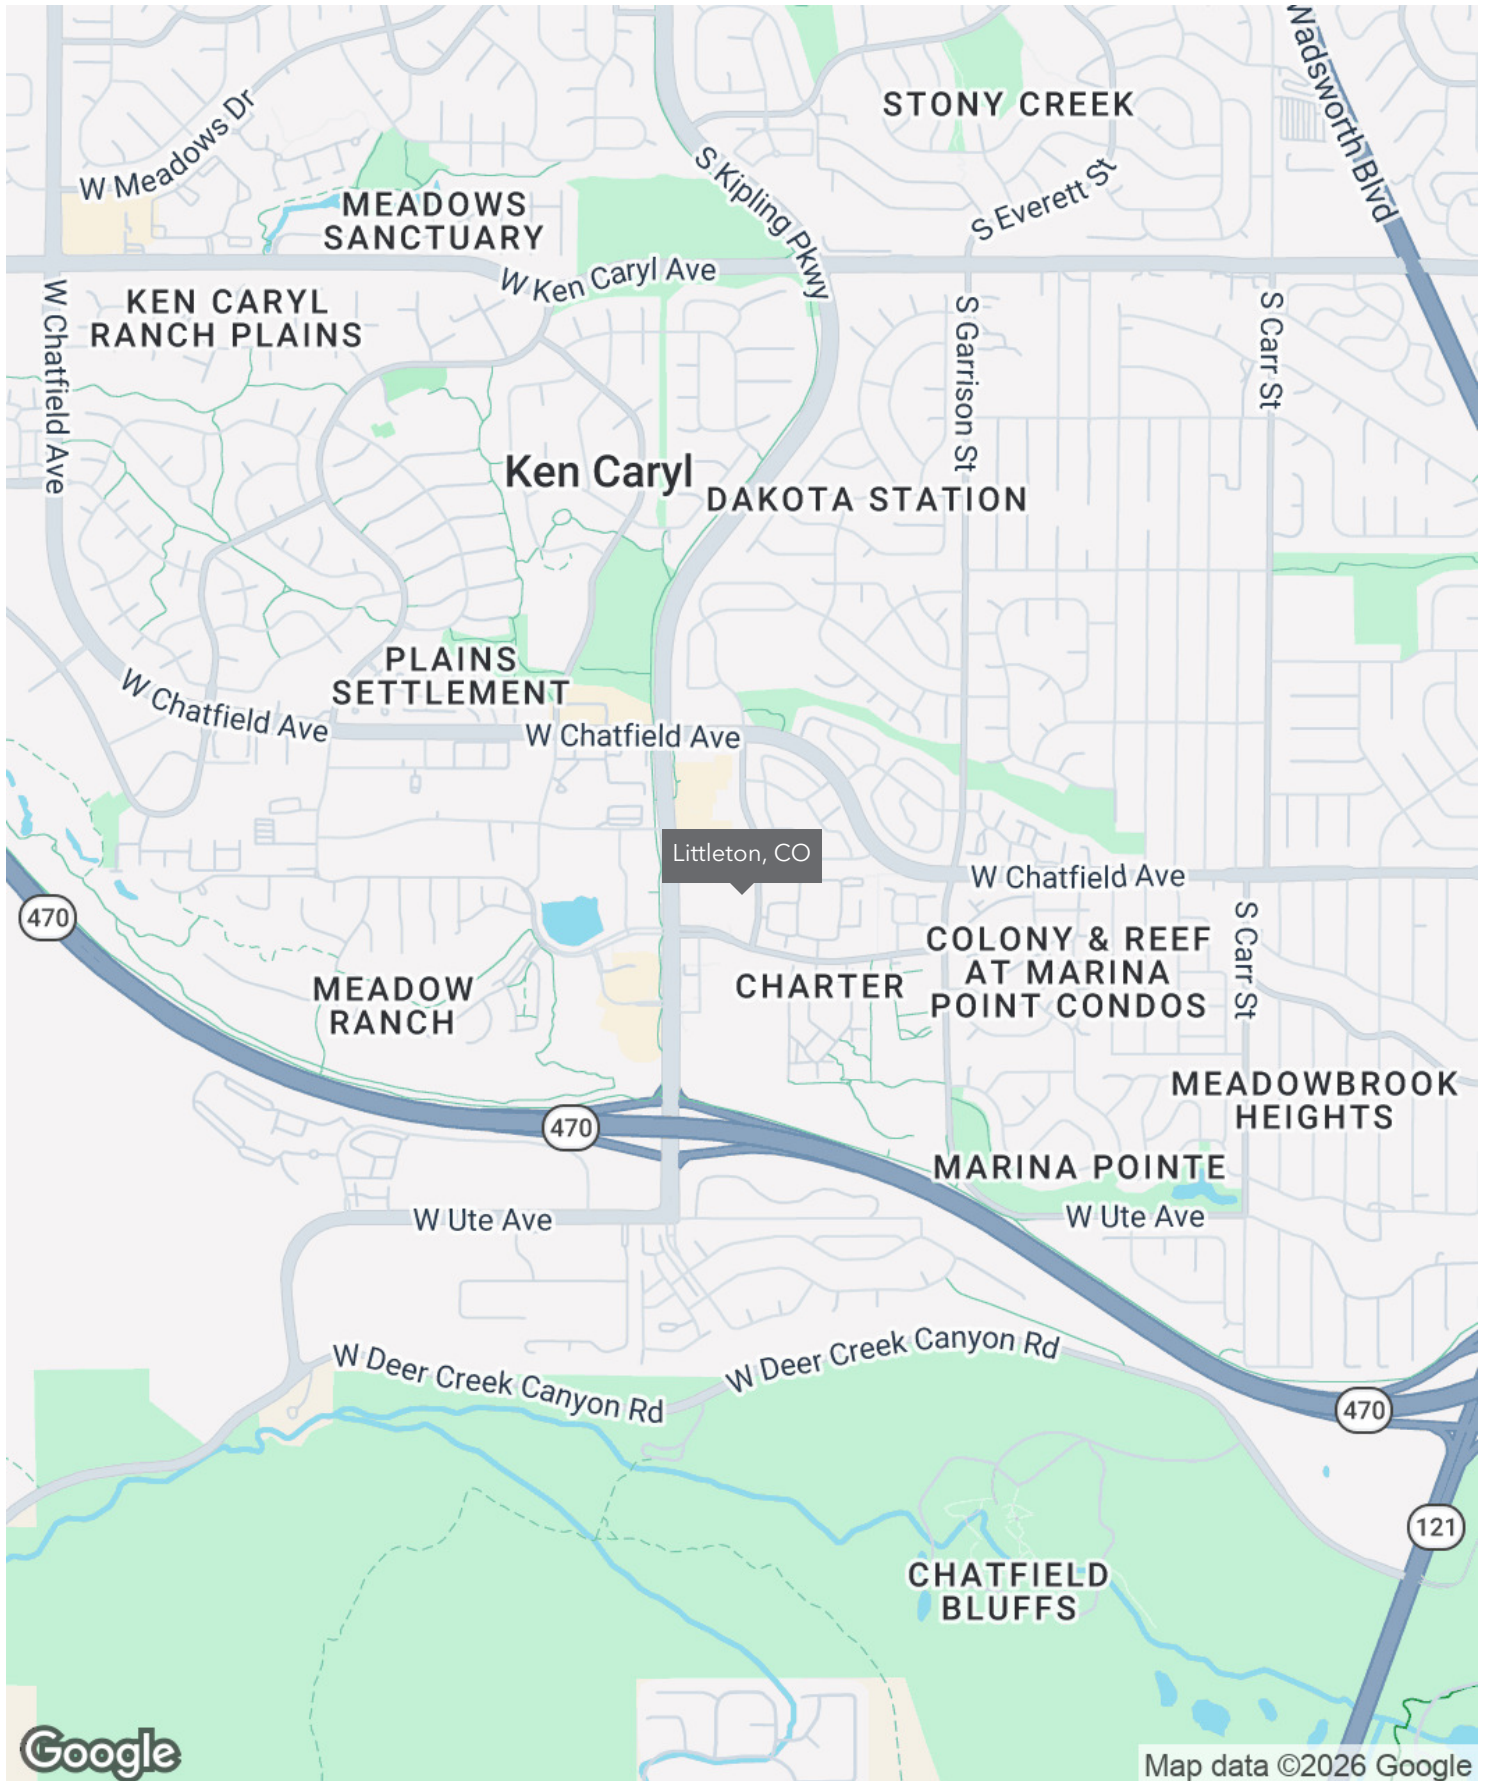 Wadsworth Blvd
STONY CREEK
W Meadows Dr
S Kipling Pkwy
S Everett St
MEADOWS
SANCTUARY
W Ken Caryl Ave
KEN CARYL
RANCH PLAINS
W Chatfield Ave
S Garrison St
S Carr St
Ken Caryl
DAKOTA STATION
PLAINS
SETTLEMENT
W Chatfield Ave
W Chatfield Ave
Littleton, CO
W Chatfield Ave
470
S Carr St
COLONY & REEF
AT MARINA
POINT CONDOS
CHARTER
MEADOW
RANCH
MEADOWBROOK
HEIGHTS
470
MARINA POINTE
W Ute Ave
W Ute Ave
W Deer Creek Canyon Rd
W Deer Creek Canyon Rd
470
121
CHATFIELD
BLUFFS
Google
Map data ©2026 Google